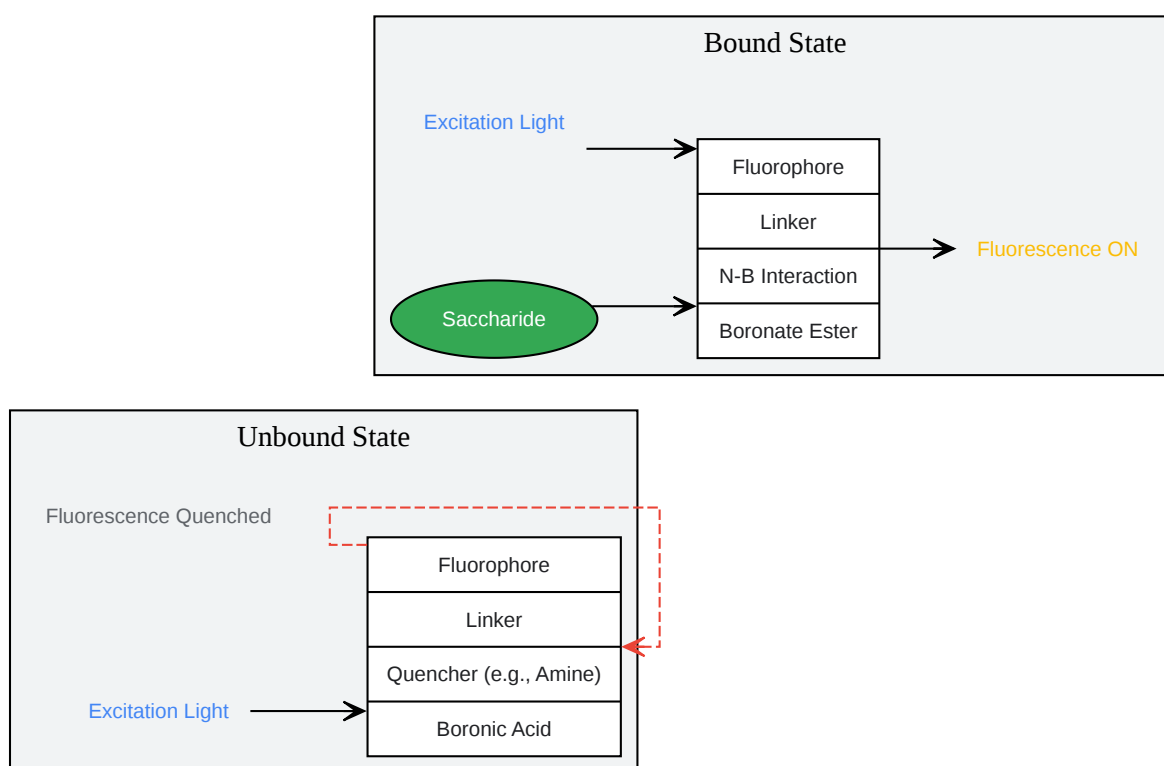 Bound State
Excitation Light
Fluorophore
Linker
Fluorescence ON
N-B Interaction
Saccharide
Boronate Ester
Unbound State
Fluorescence Quenched
Fluorophore
Linker
Quencher (e.g., Amine)
Excitation Light
Boronic Acid